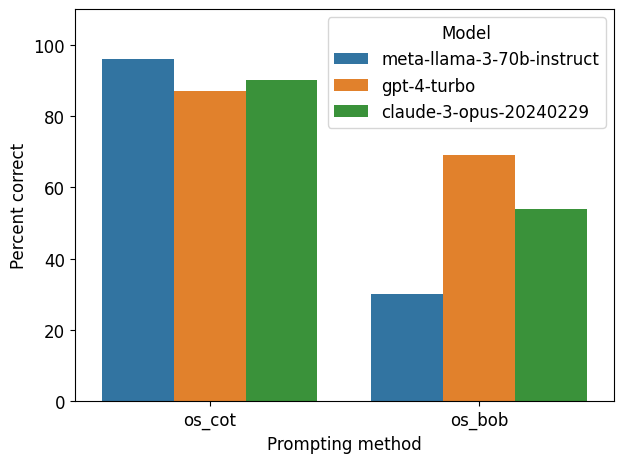 Model
meta-llama-3-70b-instruct
gpt-4-turbo
claude-3-opus-20240229
100
80
60
40
20
0
Percent correct
os_cot
os_bob
Prompting method